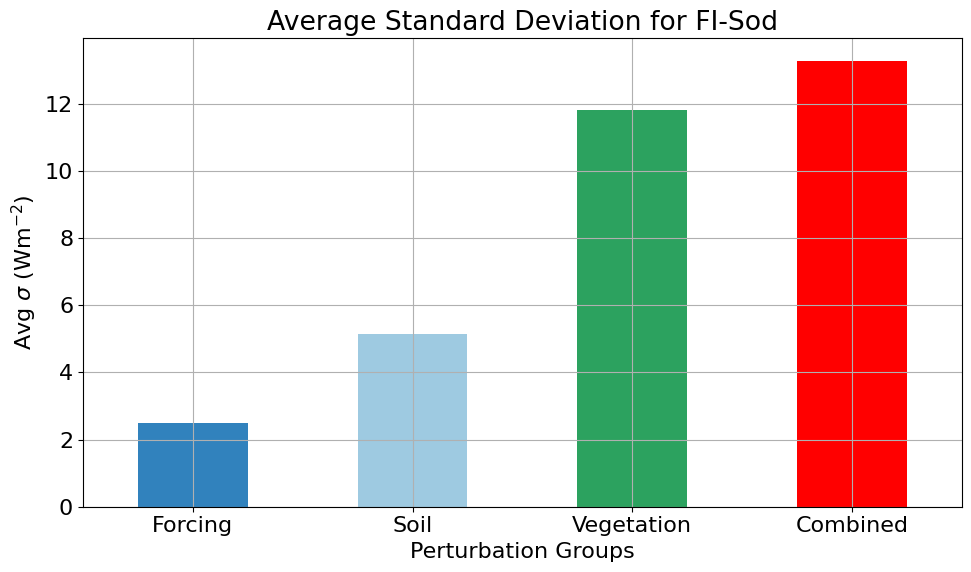 Average Standard Deviation for FI-Sod
Avg σ (Wm⁻²)
12
10
8
6
4
2
0
Forcing Soil Vegetation Combined
Perturbation Groups